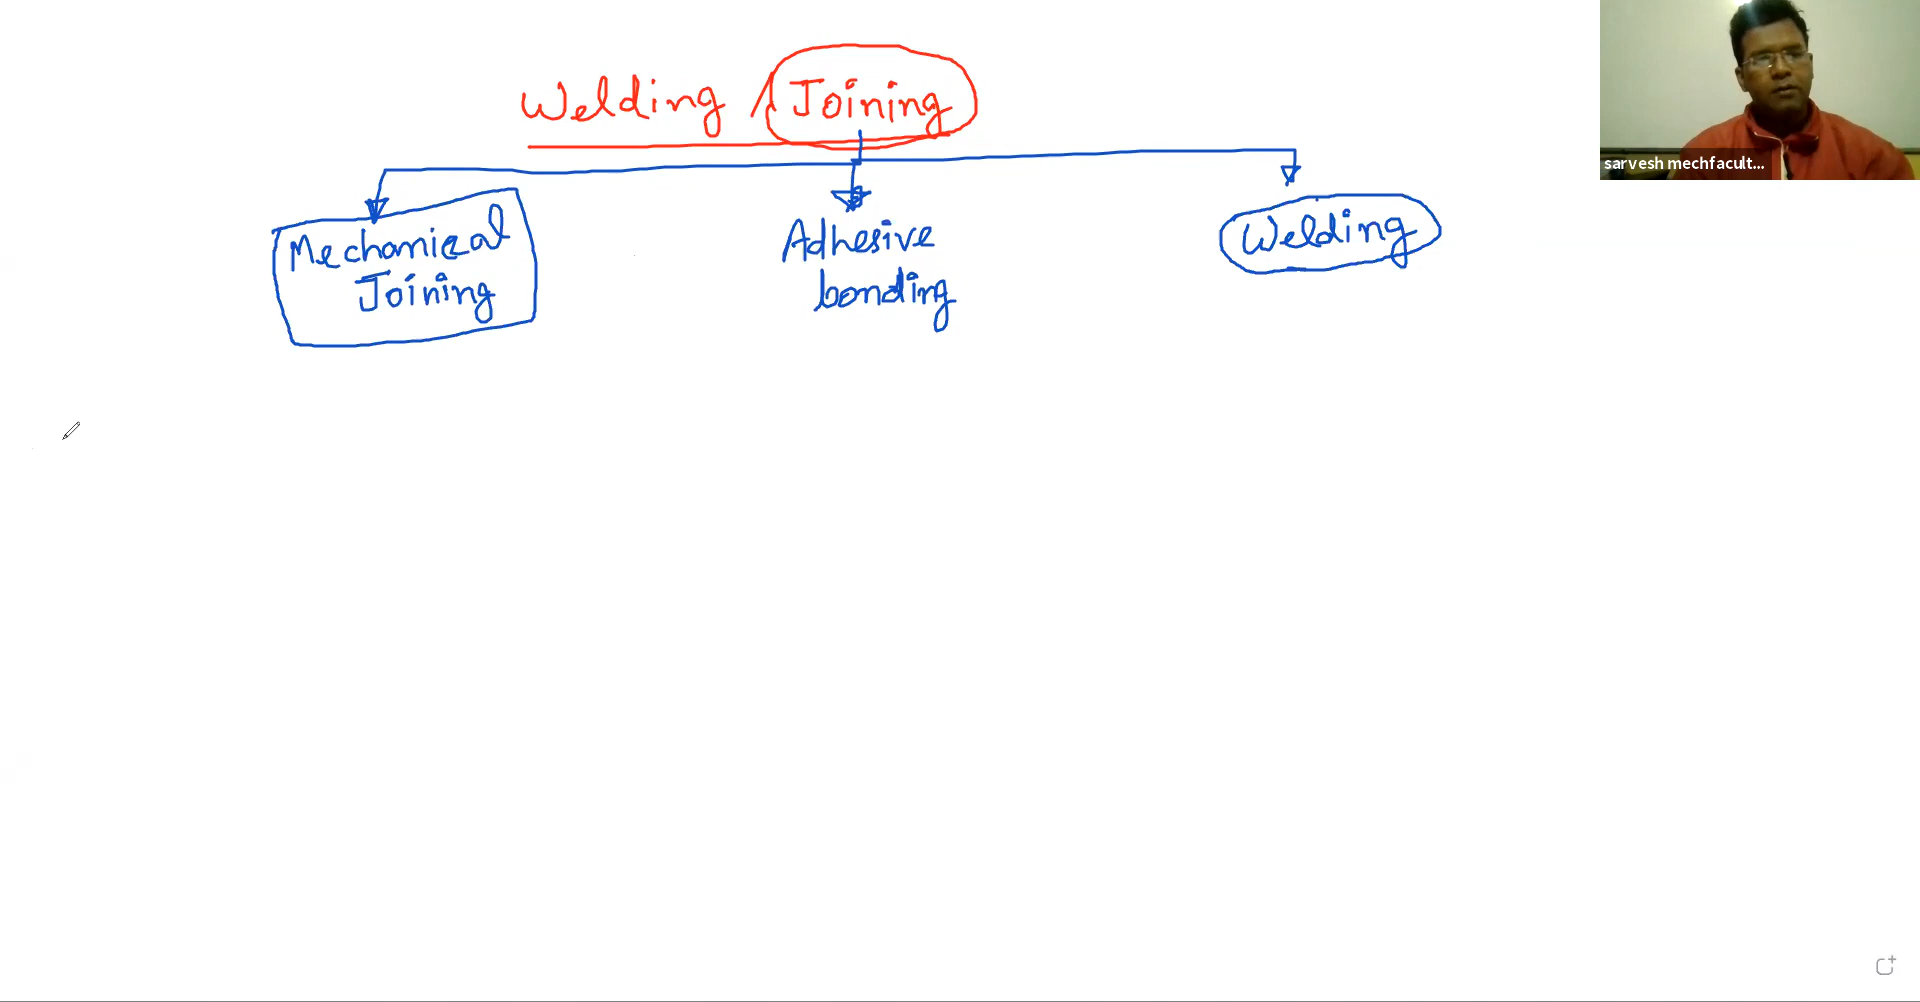 Welding / Joining
sarvesh mechfacult...
Mechanical
Joining
Adhesive
bonding
Welding